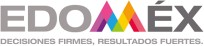 EDOMÉX
DECISIONES FIRMES, RESULTADOS FUERTES.